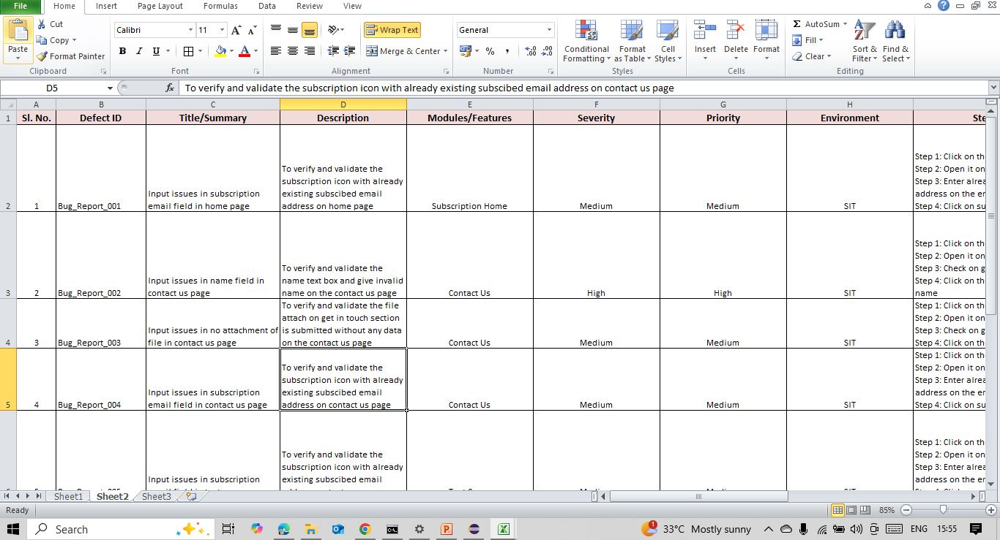 File Home Insert Page Layout Formulas Data Review View
Paste
Cut
Copy
Format Painter
Clipboard
Calibri 11
B I U
Font
Wrap Text
Merge & Center
Alignment
General
% ,
Number
Conditional Formatting
Format as Table
Cell Styles
Styles
Insert Delete Format
Cells
Σ AutoSum
Fill
Clear
Sort & Filter
Find & Select
Editing
D5 fx To verify and validate the subscription icon with already existing subscibed email address on contact us page
A B C D E F G H
1 Sl. No. Defect ID Title/Summary Description Modules/Features Severity Priority Environment Ste
2 1 Bug_Report_001
Input issues in subscription
email field in home page
To verify and validate the
subscription icon with already
existing subscibed email
address on home page
Subscription Home Medium Medium SIT
Step 1: Click on th
Step 2: Open it on
Step 3: Enter alrea
address on the er
Step 4: Click on su
3 2 Bug_Report_002
Input issues in name field in
contact us page
To verify and validate the
name text box and give invalid
name on the contact us page
Contact Us High High SIT
Step 1: Click on th
Step 2: Open it on
Step 3: Check on g
Step 4: Click on th
name
4 3 Bug_Report_003
Input issues in no attachment of
file in contact us page
To verify and validate the file
attach on get in touch section
is submitted without any data
on the contact us page
Contact Us Medium Medium SIT
Step 1: Click on th
Step 2: Open it on
Step 3: Check on g
Step 4: Click on th
5 4 Bug_Report_004
Input issues in subscription
email field in contact us page
To verify and validate the
subscription icon with already
existing subscibed email
address on contact us page
Contact Us Medium Medium SIT
Step 1: Click on th
Step 2: Open it on
Step 3: Enter alrea
address on the er
Step 4: Click on su
Input issues in subscription
To verify and validate the
subscription icon with already
existing subscibed email
Step 1: Click on th
Step 2: Open it on
Step 3: Enter alrea
address on the er
Sheet1 Sheet2 Sheet3
Ready 85%
Search
1 33°C Mostly sunny ENG 15:55